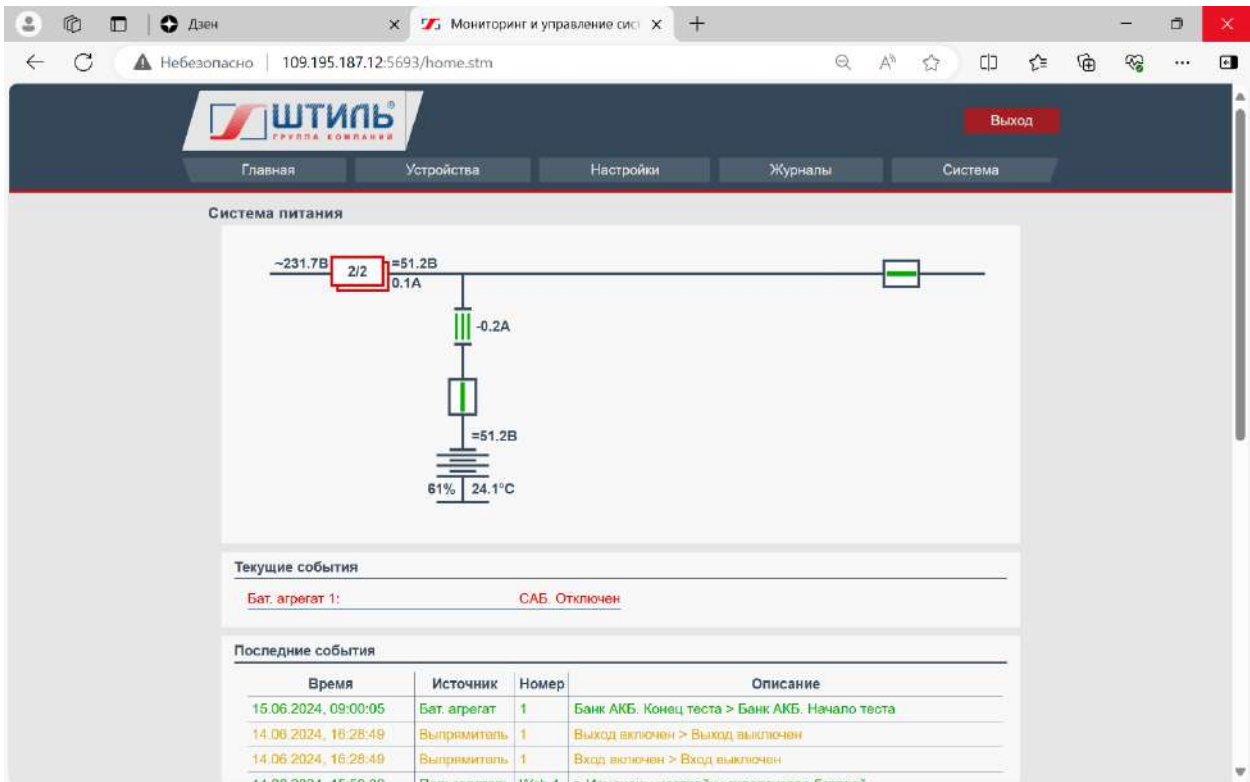 Дзен
Мониторинг и управление сис
Небезопасно 109.195.187.12:5693/home.stm
ШТИЛЬ®
ГРУППА КОМПАНИЙ
Выход
Главная Устройства Настройки Журналы Система
Система питания
~231.7В 2/2 =51.2В
0.1А
-0.2А
=51.2В
61% 24.1°C
Текущие события
Бат. агрегат 1: САБ. Отключен
Последние события
Время Источник Номер Описание
15.06.2024, 09:00:05 Бат. агрегат 1 Банк АКБ. Конец теста > Банк АКБ. Начало теста
14.06.2024, 16:28:49 Выпрямитель 1 Выход включен > Выход выключен
14.06.2024, 16:28:49 Выпрямитель 1 Вход включен > Вход выключен